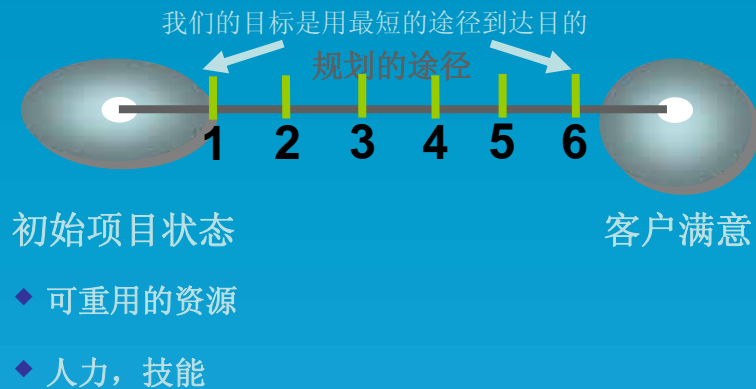 我们的目标是用最短的途径到达目的
规划的途径
1 2 3 4 5 6
初始项目状态 客户满意
可重用的资源
人力，技能